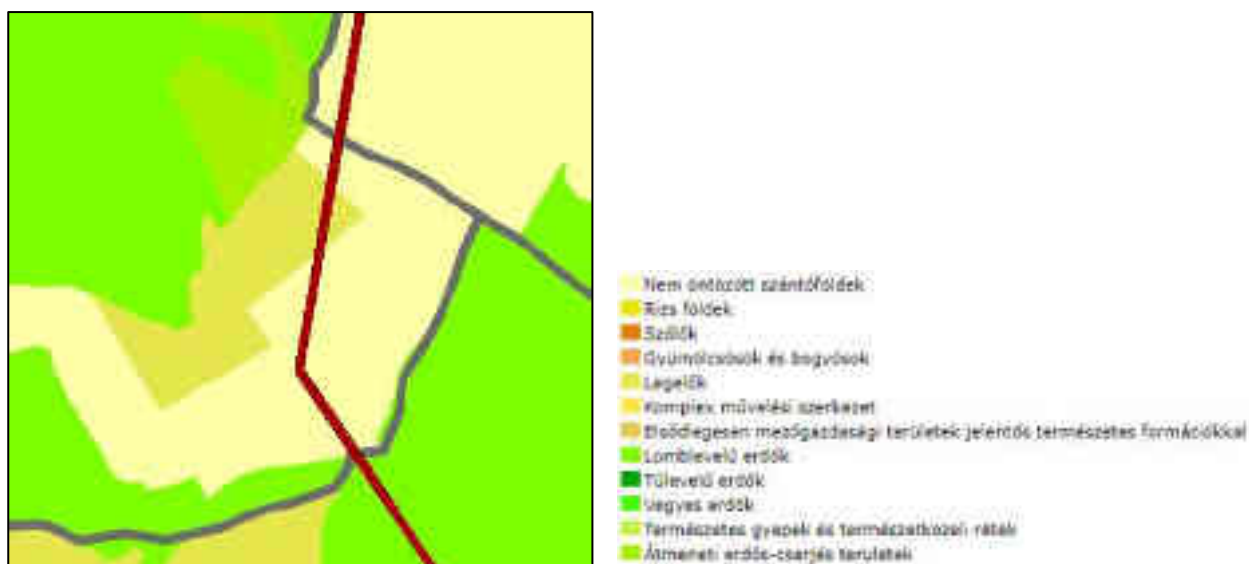 Nem öntözött szántóföldek
Rizs földek
Szőlők
Gyümölcsösök és bogyósok
Legelők
Komplex művelési szerkezet
Elsődlegesen mezőgazdasági területek jelentős természetes formációkkal
Lomblevelű erdők
Tűlevelű erdők
Vegyes erdők
Természetes gyepek és természetközeli rétek
Átmeneti erdős-cserjés területek